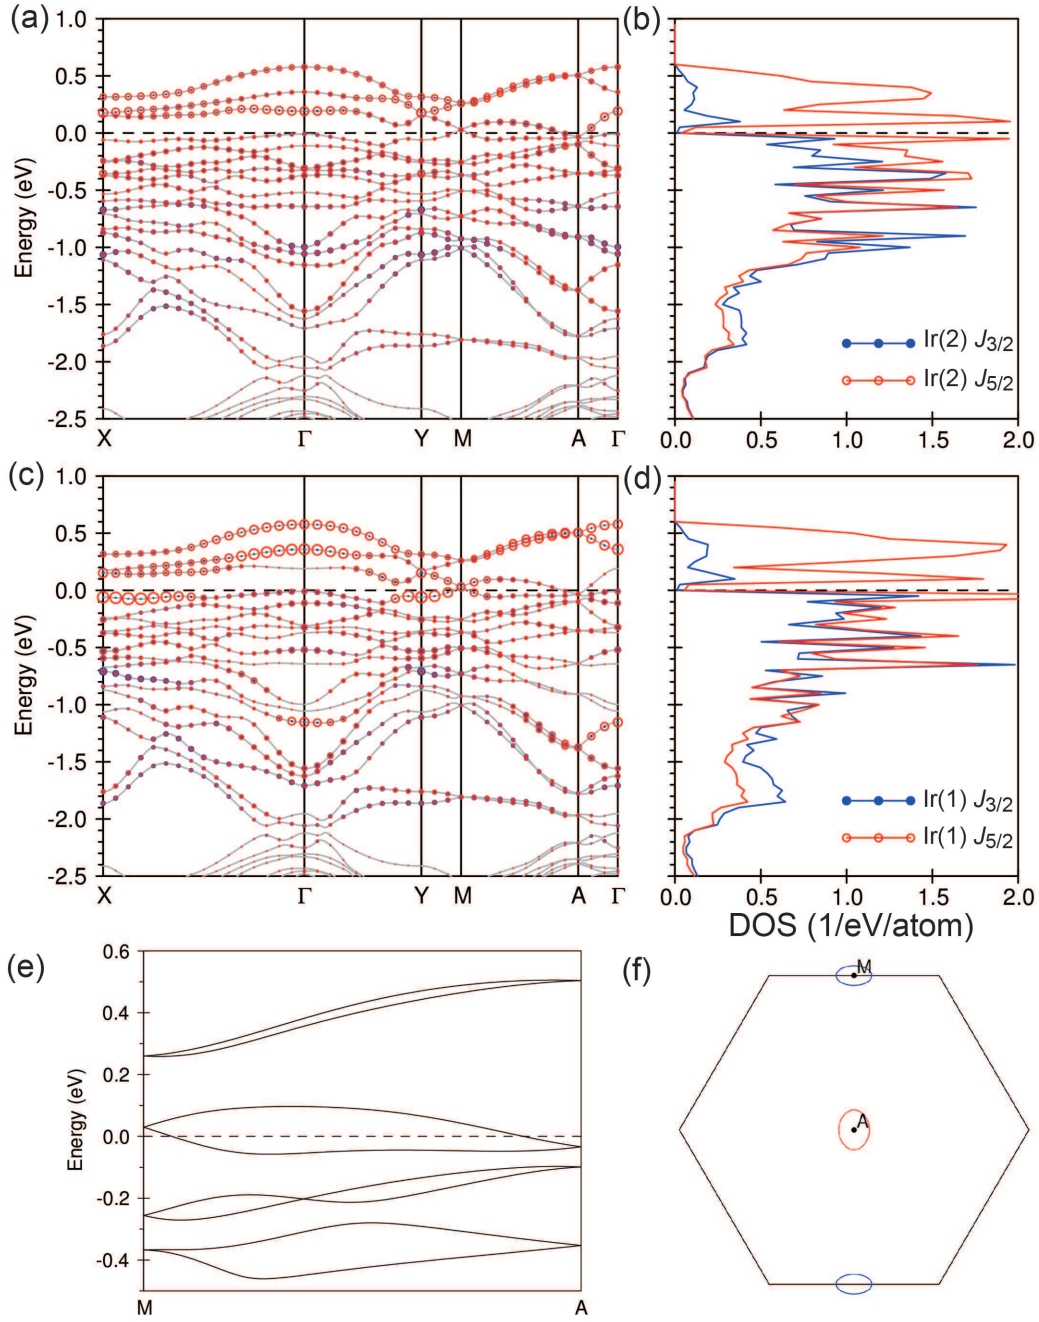 (a)
(b)
1.0
0.5
0.0
-0.5
-1.0
-1.5
-2.0
-2.5
Energy (eV)
X Γ Y M A Γ
Ir(2) J3/2
Ir(2) J5/2
0.0 0.5 1.0 1.5 2.0
(c)
(d)
1.0
0.5
0.0
-0.5
-1.0
-1.5
-2.0
-2.5
Energy (eV)
X Γ Y M A Γ
Ir(1) J3/2
Ir(1) J5/2
0.0 0.5 1.0 1.5 2.0
DOS (1/eV/atom)
(e)
0.6
0.4
0.2
0.0
-0.2
-0.4
Energy (eV)
M A
(f)
M
A